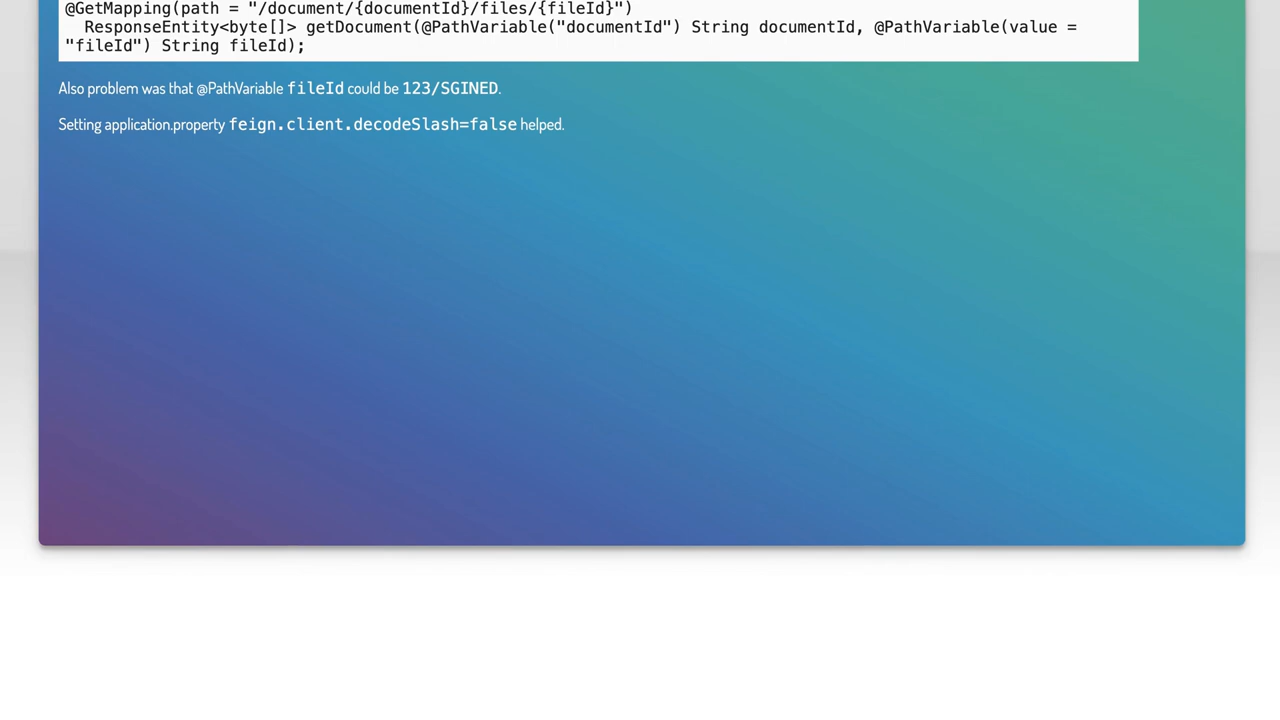 @GetMapping(path = "/document/{documentId}/files/{fileId}")
  ResponseEntity<byte[]> getDocument(@PathVariable("documentId") String documentId, @PathVariable(value =
"fileId") String fileId);
Also problem was that @PathVariable fileId could be 123/SGINED.
Setting application.property feign.client.decodeSlash=false helped.